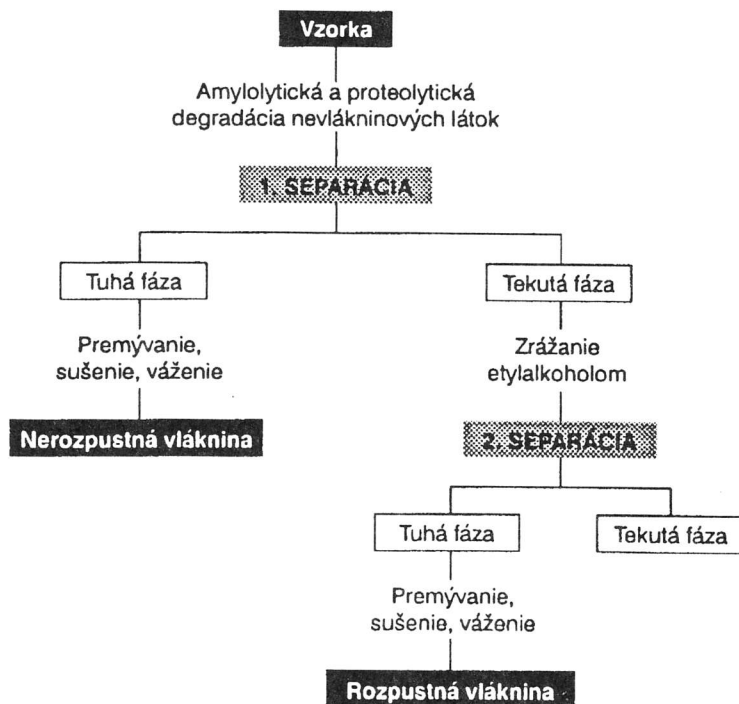 Vzorka
Amylolytická a proteolytická
degradácia nevlákninových látok
1. SEPARÁCIA
Tuhá fáza
Tekutá fáza
Premývanie,
sušenie, váženie
Zrážanie
etylalkoholom
Nerozpustná vláknina
2. SEPARÁCIA
Tuhá fáza
Tekutá fáza
Premývanie,
sušenie, váženie
Rozpustná vláknina